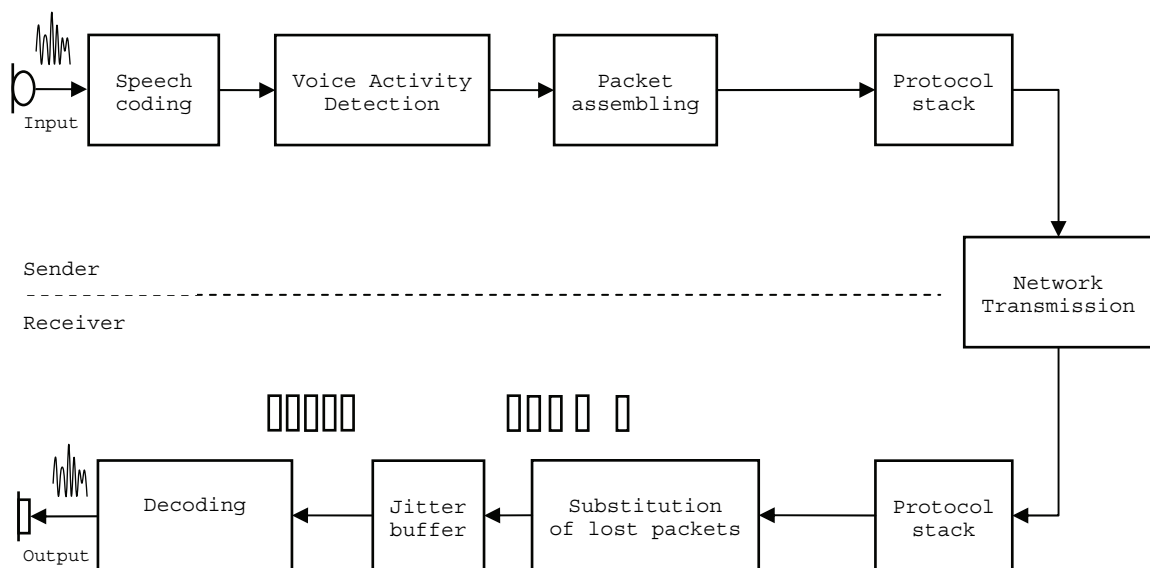 Speech
coding
Voice Activity
Detection
Packet
assembling
Protocol
stack
Input
Sender
Receiver
Network
Transmission
Decoding
Jitter
buffer
Substitution
of lost packets
Protocol
stack
Output